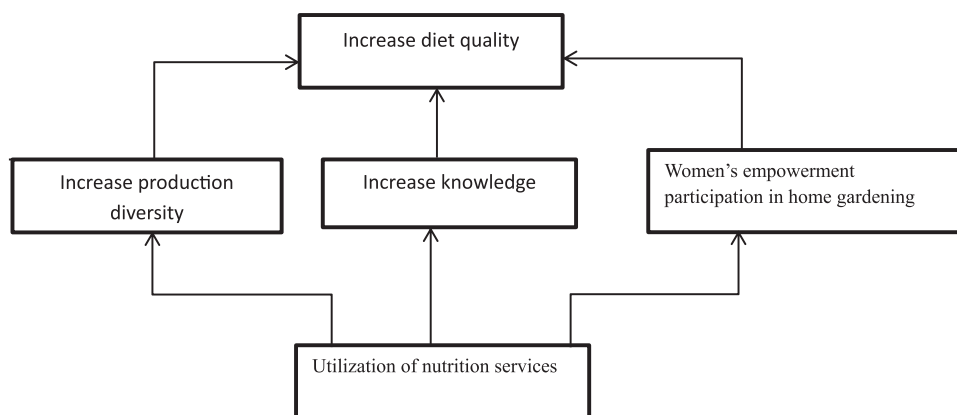 Increase diet quality
Increase production
diversity
Increase knowledge
Women’s empowerment
participation in home gardening
Utilization of nutrition services